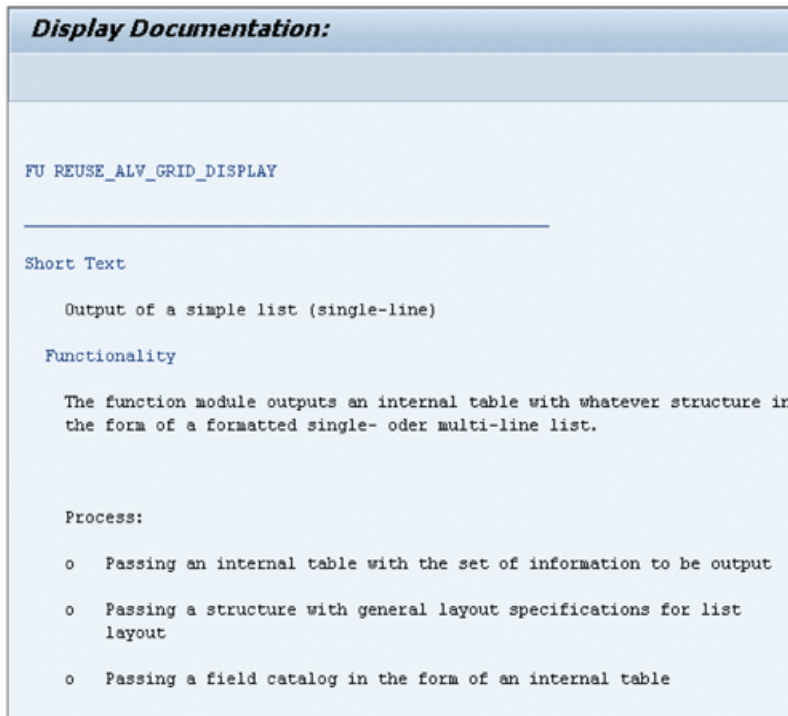 Display Documentation:
FU REUSE_ALV_GRID_DISPLAY
Short Text
Output of a simple list (single-line)
Functionality
The function module outputs an internal table with whatever structure in
the form of a formatted single- oder multi-line list.
Process:
o Passing an internal table with the set of information to be output
o Passing a structure with general layout specifications for list
layout
o Passing a field catalog in the form of an internal table